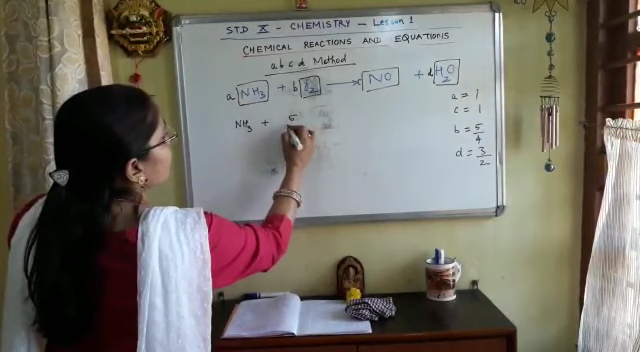 STD X - CHEMISTRY - Lesson 1
CHEMICAL REACTIONS AND EQUATIONS
a b c d Method
a NH3 + b O2 → c NO + d H2O
a = 1
c = 1
b = 5/4
d = 3/2
NH3 + 5